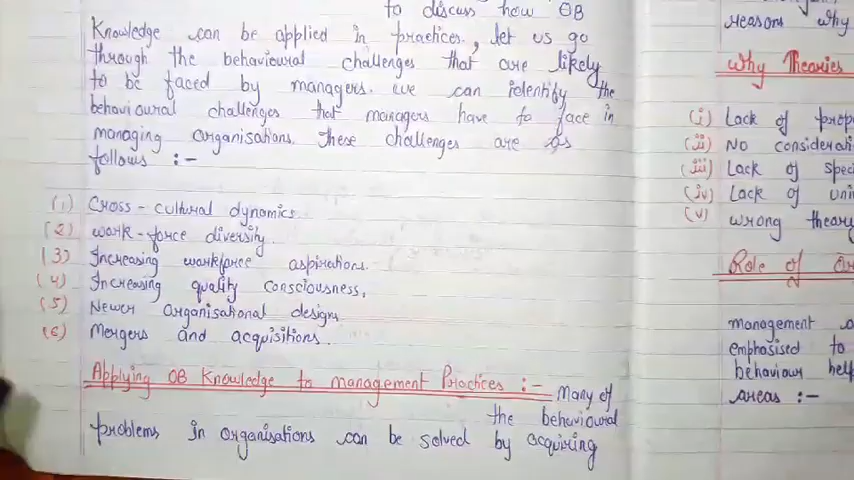 to discuss how OB
Knowledge can be applied in practices, let us go
through the behavioural challenges that are likely
to be faced by managers. we can identify the
behavioural challenges that managers have to face in
managing organisations. These challenges are as
follows :-
(1) Cross-cultural dynamics
(2) work-force diversity.
(3) Increasing workforce aspirations.
(4) Increasing quality consciousness.
(5) Newer organisational designs
(6) Mergers and acquisitions.
Applying OB Knowledge to management Practices :- Many of
the behavioural
problems in organisations can be solved by acquiring
reasons why
Why Theories
(i) Lack of
(ii) No
(iii) Lack of
(iv) Lack of
(v) wrong theory
Role of
management
emphasised to
behaviour help
areas :-